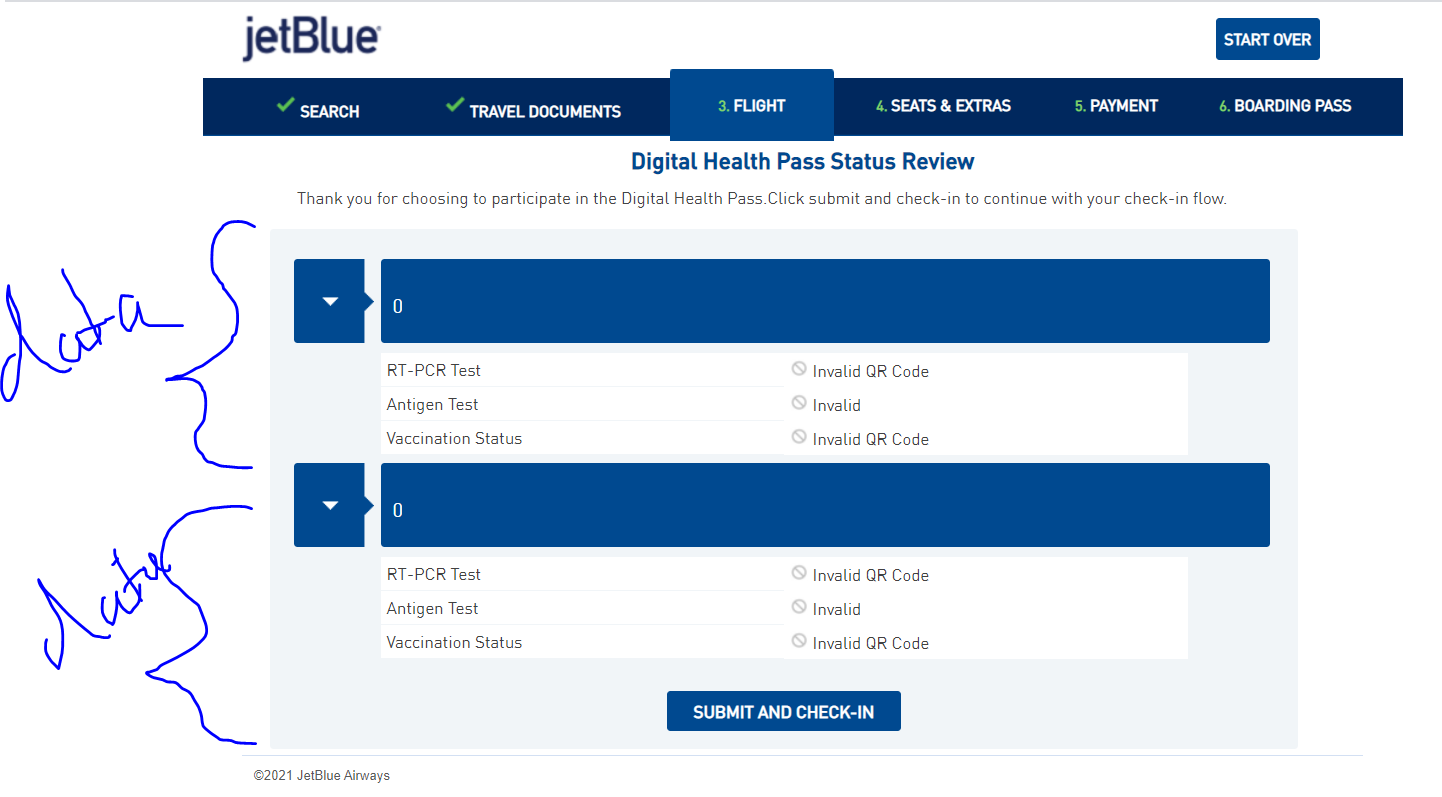 jetBlue
START OVER
SEARCH
TRAVEL DOCUMENTS
3. FLIGHT
4. SEATS & EXTRAS
5. PAYMENT
6. BOARDING PASS
Digital Health Pass Status Review
Thank you for choosing to participate in the Digital Health Pass.Click submit and check-in to continue with your check-in flow.
0
RT-PCR Test Invalid QR Code
Antigen Test Invalid
Vaccination Status Invalid QR Code
0
RT-PCR Test Invalid QR Code
Antigen Test Invalid
Vaccination Status Invalid QR Code
SUBMIT AND CHECK-IN
©2021 JetBlue Airways